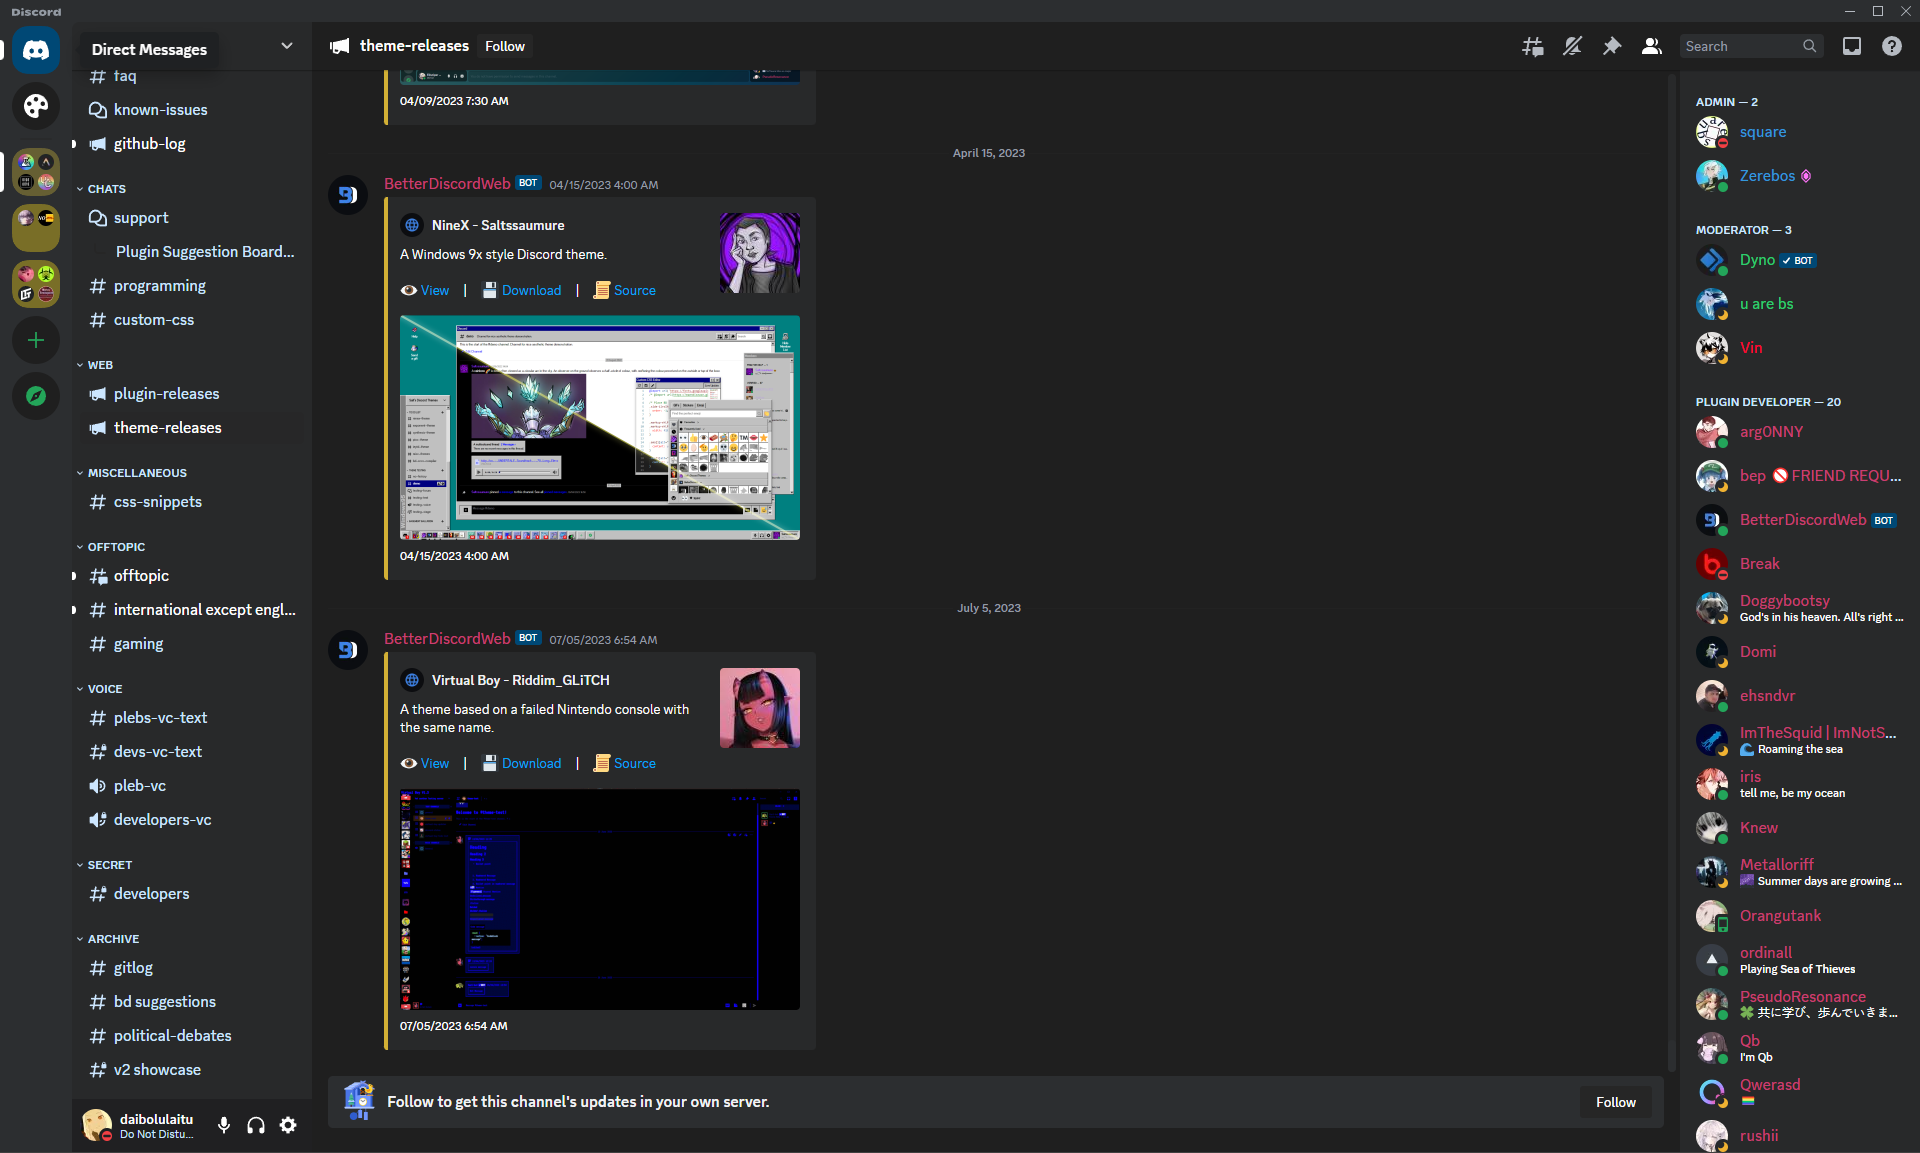 Discord
Direct Messages
faq
known-issues
github-log
CHATS
support
Plugin Suggestion Board...
programming
custom-css
WEB
plugin-releases
theme-releases
MISCELLANEOUS
css-snippets
OFFTOPIC
offtopic
international except engl...
gaming
VOICE
plebs-vc-text
devs-vc-text
pleb-vc
developers-vc
SECRET
developers
ARCHIVE
gitlog
bd suggestions
political-debates
v2 showcase
daibolulaitu
Do Not Distu...
theme-releases
Follow
Search
04/09/2023 7:30 AM
April 15, 2023
BetterDiscordWeb BOT 04/15/2023 4:00 AM
NineX - Saltssaumure
A Windows 9x style Discord theme.
View | Download | Source
04/15/2023 4:00 AM
July 5, 2023
BetterDiscordWeb BOT 07/05/2023 6:54 AM
Virtual Boy - Riddim_GLiTCH
A theme based on a failed Nintendo console with
the same name.
View | Download | Source
07/05/2023 6:54 AM
Follow to get this channel's updates in your own server.
Follow
ADMIN — 2
square
Zerebos
MODERATOR — 3
Dyno ✓ BOT
u are bs
Vin
PLUGIN DEVELOPER — 20
arg0NNY
bep 🚫 FRIEND REQU...
BetterDiscordWeb BOT
Break
Doggybootsy
God's in his heaven. All's right ...
Domi
ehsndvr
ImTheSquid | ImNotS...
🌊 Roaming the sea
iris
tell me, be my ocean
Knew
Metalloriff
Summer days are growing ...
Orangutank
ordinall
Playing Sea of Thieves
PseudoResonance
🍀 共に学び、歩んでいきま...
Qb
I'm Qb
Qwerasd
rushii